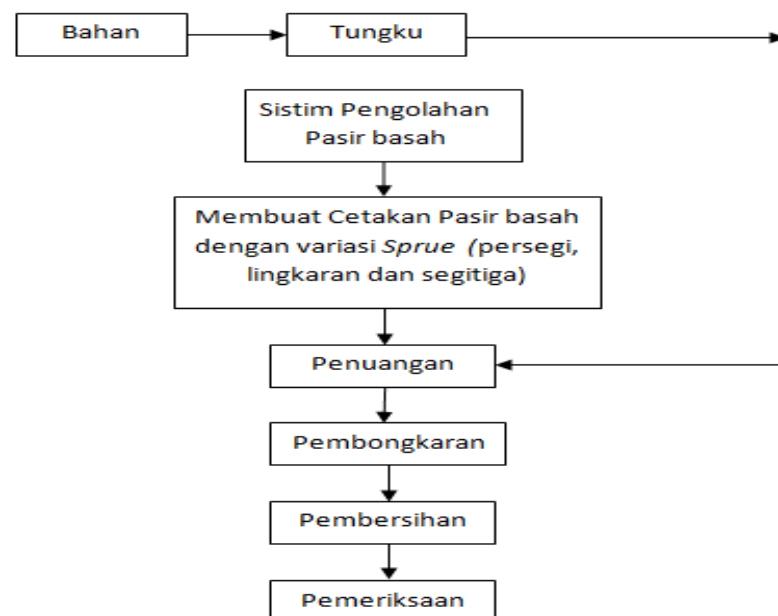 Bahan
Tungku
Sistim Pengolahan
Pasir basah
Membuat Cetakan Pasir basah
dengan variasi Sprue (persegi,
lingkaran dan segitiga)
Penuangan
Pembongkaran
Pembersihan
Pemeriksaan